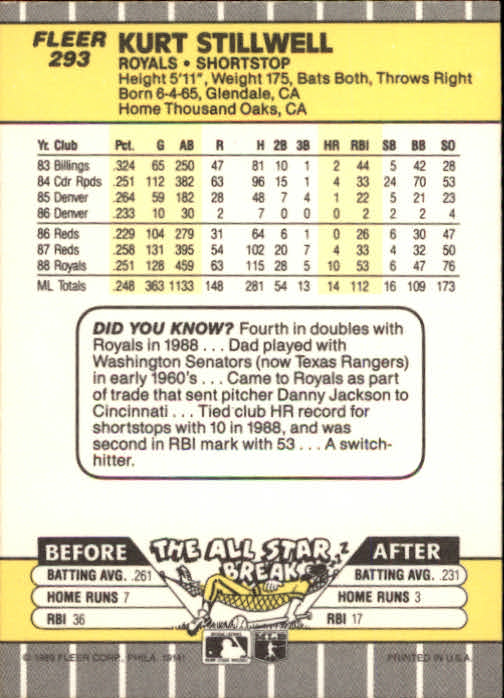 FLEER
293
KURT STILLWELL
ROYALS • SHORTSTOP
Height 5'11", Weight 175, Bats Both, Throws Right
Born 6-4-65, Glendale, CA
Home Thousand Oaks, CA
Yr. Club Pct. G AB R H 2B 3B HR RBI SB BB SO
83 Billings .324 65 250 47 81 10 1 2 44 5 42 28
84 Cdr Rpds .251 112 382 63 96 15 1 4 33 24 70 53
85 Denver .264 59 182 28 48 7 4 1 22 5 21 23
86 Denver .233 10 30 2 7 0 0 0 2 2 2 4
86 Reds .229 104 279 31 64 6 1 0 26 6 30 47
87 Reds .258 131 395 54 102 20 7 4 33 4 32 50
88 Royals .251 128 459 63 115 28 5 10 53 6 47 76
ML Totals .248 363 1133 148 281 54 13 14 112 16 109 173
DID YOU KNOW? Fourth in doubles with
Royals in 1988 . . . Dad played with
Washington Senators (now Texas Rangers)
in early 1960's . . . Came to Royals as part
of trade that sent pitcher Danny Jackson to
Cincinnati . . . Tied club HR record for
shortstops with 10 in 1988, and was
second in RBI mark with 53 . . . A switch-
hitter.
BEFORE THE ALL STAR BREAK AFTER
BATTING AVG. .261 BATTING AVG. .231
HOME RUNS 7 HOME RUNS 3
RBI 36 RBI 17
© 1989 FLEER CORP., PHILA. 19141 PRINTED IN U.S.A.